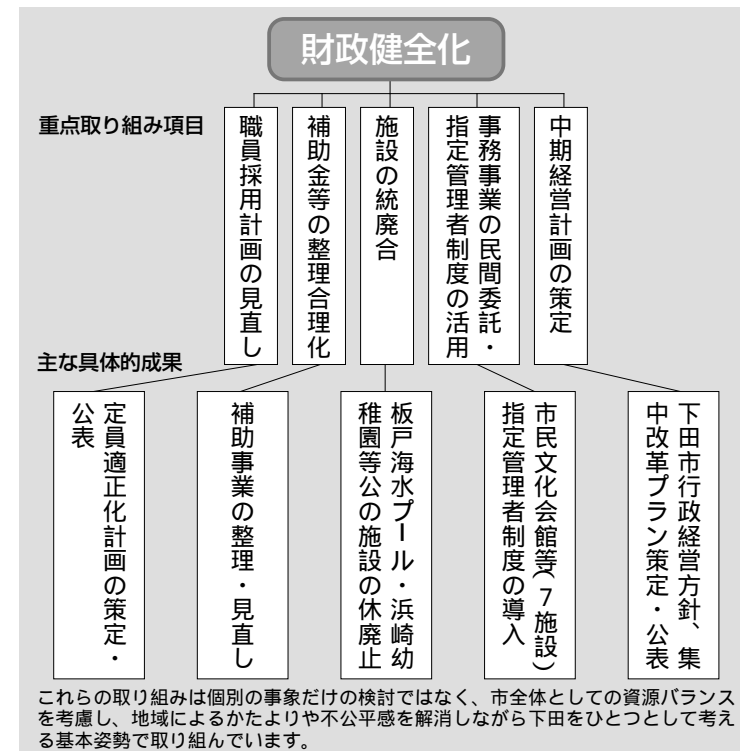 財政健全化
重点取り組み項目
職員採用計画の見直し
補助金等の整理合理化
施設の統廃合
事務事業の民間委託・
指定管理者制度の活用
中期経営計画の策定
主な具体的成果
定員適正化計画の策定・
公表
補助事業の整理・見直し
板戸海水プール・浜崎幼
稚園等公の施設の休廃止
市民文化会館等(7施設)
指定管理者制度の導入
下田市行政経営方針、集
中改革プラン策定・公表
これらの取り組みは個別の事象だけの検討ではなく、市全体としての資源バランス
を考慮し、地域によるかたよりや不公平感を解消しながら下田をひとつとして考え
る基本姿勢で取り組んでいます。